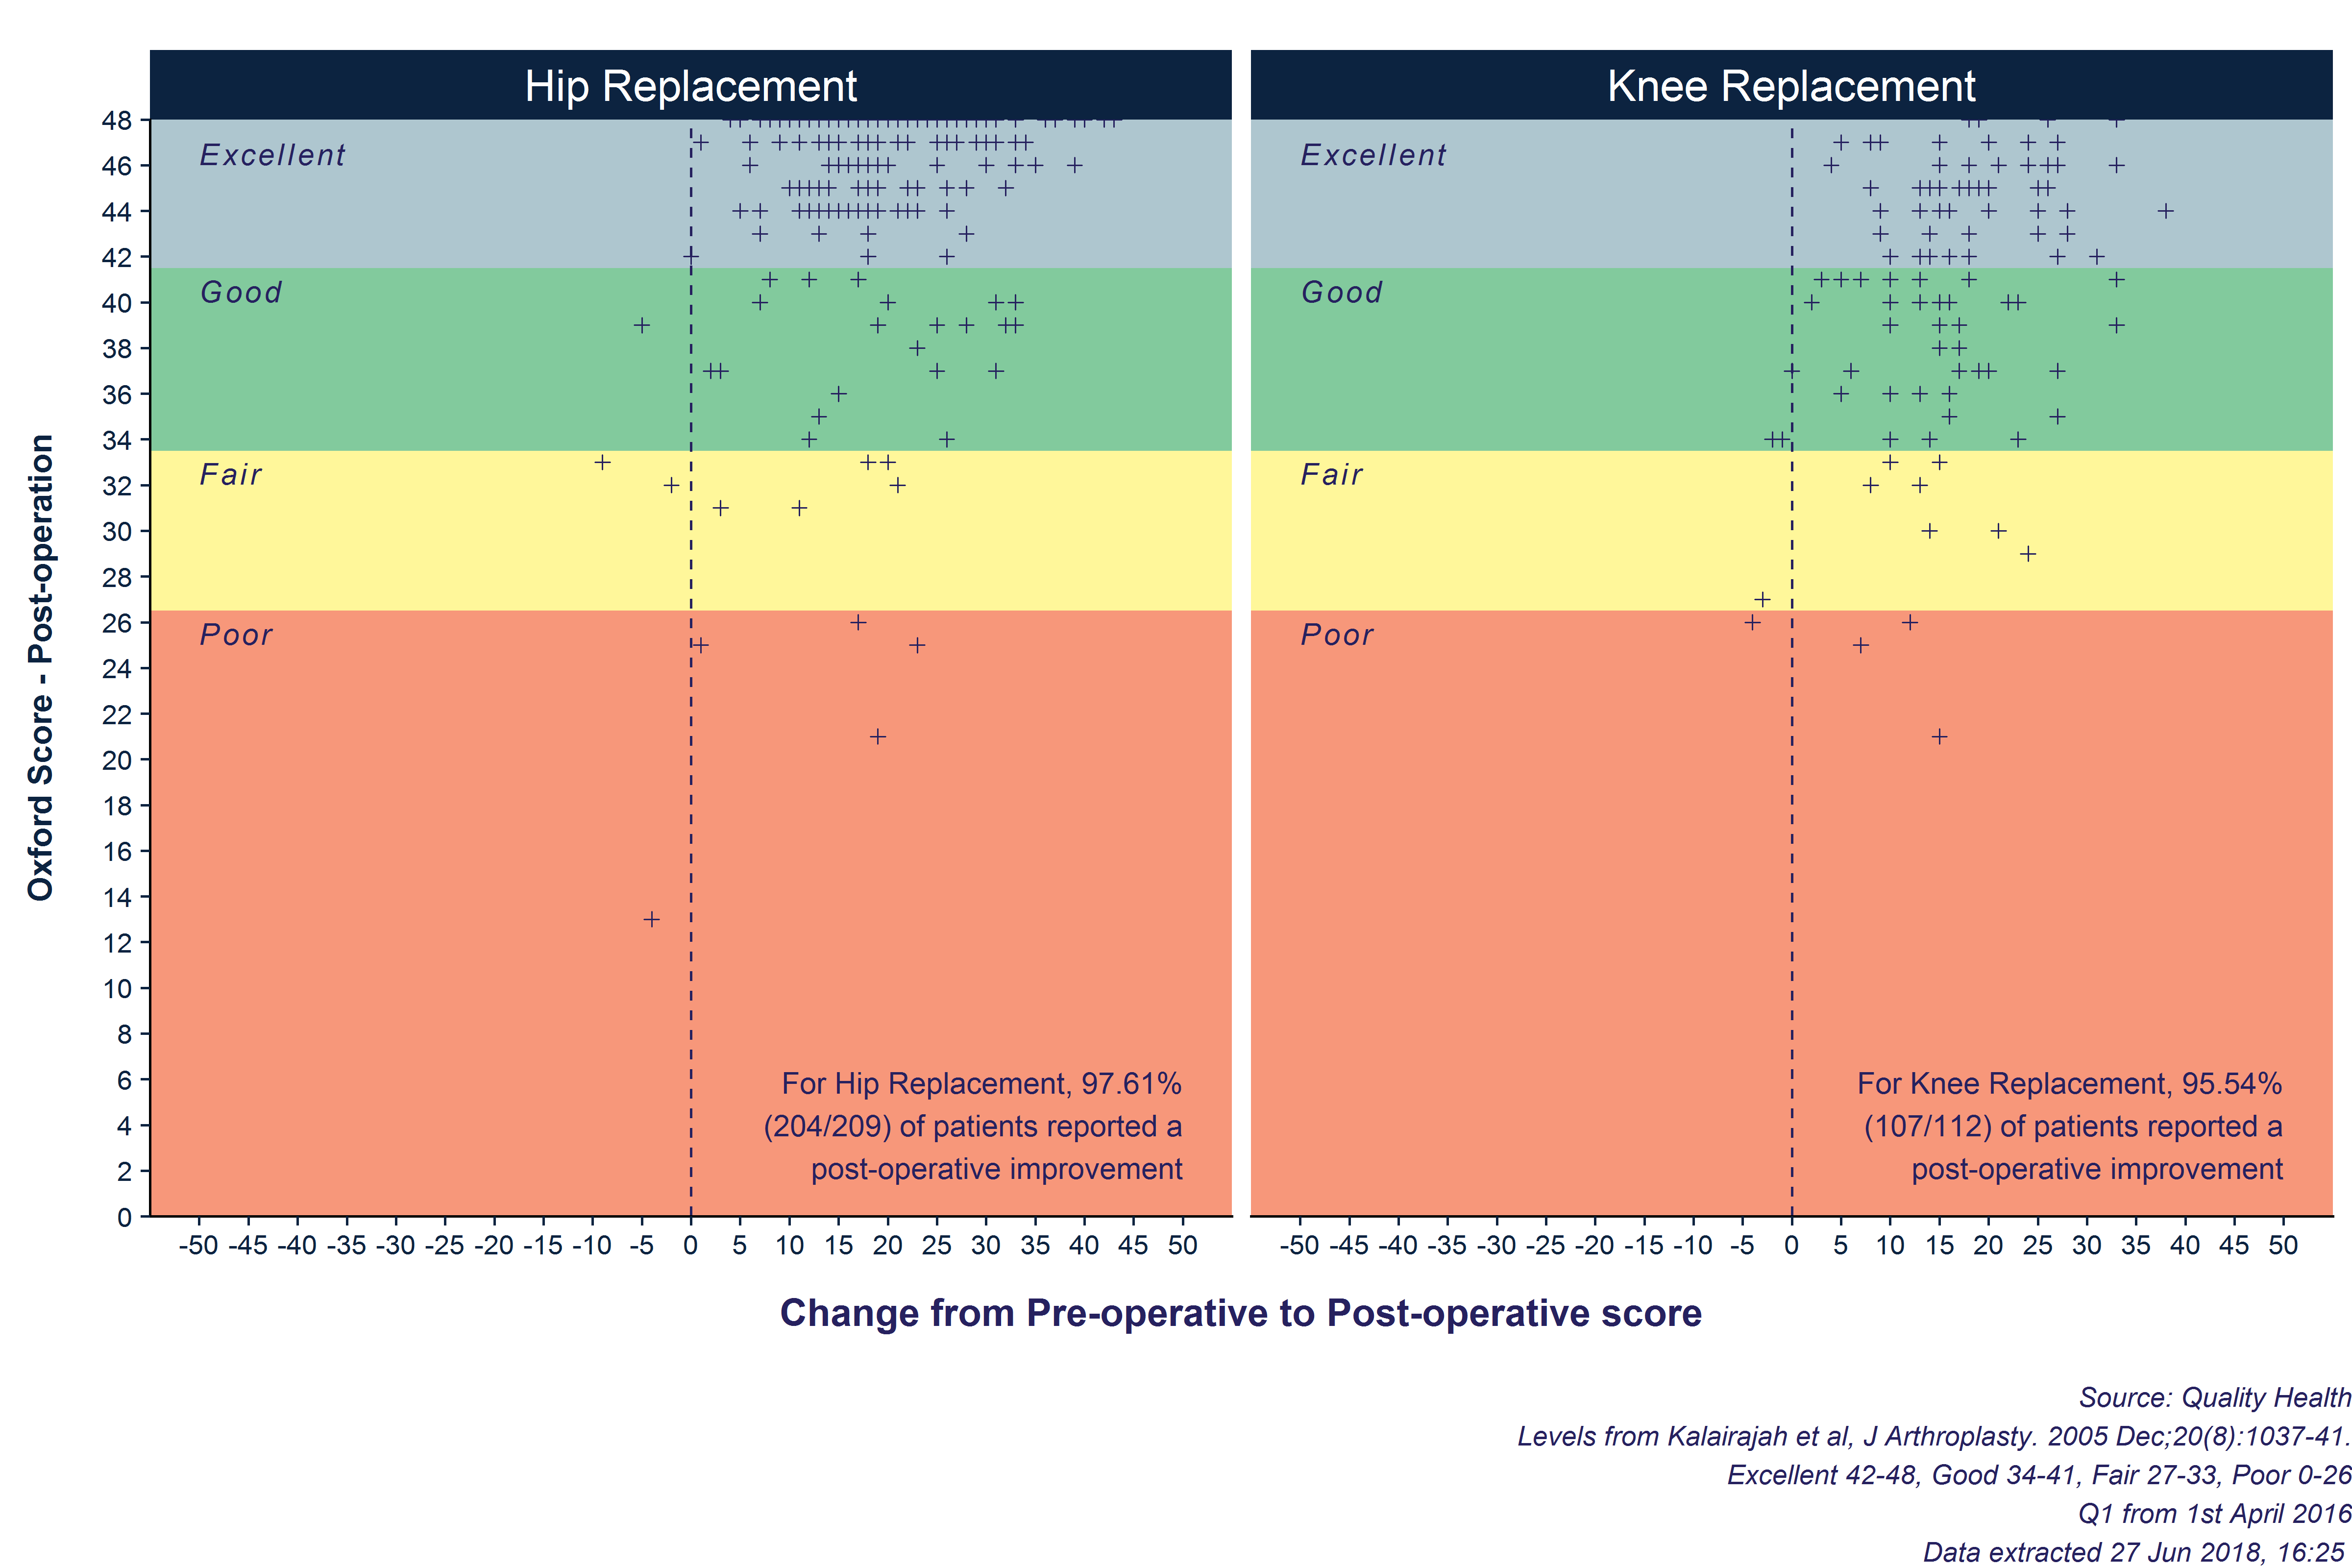 Hip Replacement
Knee Replacement
48
46
44
42
40
38
36
34
32
30
28
26
24
22
20
18
16
14
12
10
8
6
4
2
0
Oxford Score - Post-operation
Excellent
Good
Fair
Poor
For Hip Replacement, 97.61%
(204/209) of patients reported a
post-operative improvement
Excellent
Good
Fair
Poor
For Knee Replacement, 95.54%
(107/112) of patients reported a
post-operative improvement
-50 -45 -40 -35 -30 -25 -20 -15 -10 -5 0 5 10 15 20 25 30 35 40 45 50
-50 -45 -40 -35 -30 -25 -20 -15 -10 -5 0 5 10 15 20 25 30 35 40 45 50
Change from Pre-operative to Post-operative score
Source: Quality Health
Levels from Kalairajah et al, J Arthroplasty. 2005 Dec;20(8):1037-41.
Excellent 42-48, Good 34-41, Fair 27-33, Poor 0-26
Q1 from 1st April 2016
Data extracted 27 Jun 2018, 16:25